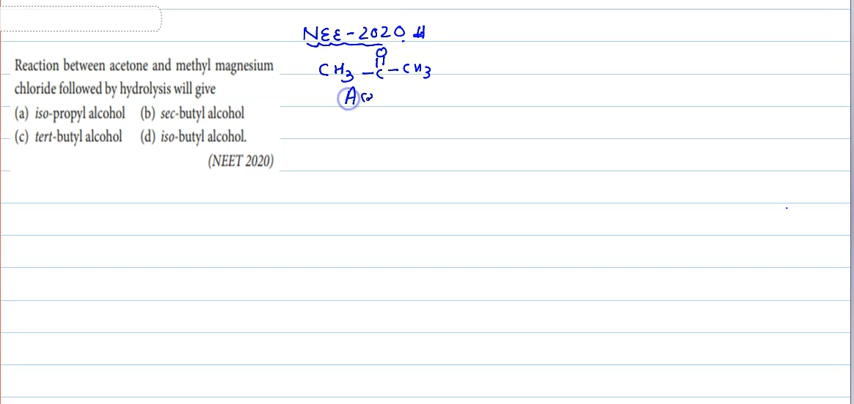 NEE-2020
Reaction between acetone and methyl magnesium
chloride followed by hydrolysis will give
(a) iso-propyl alcohol (b) sec-butyl alcohol
(c) tert-butyl alcohol (d) iso-butyl alcohol.
(NEET 2020)
O
CH3 -C-CH3